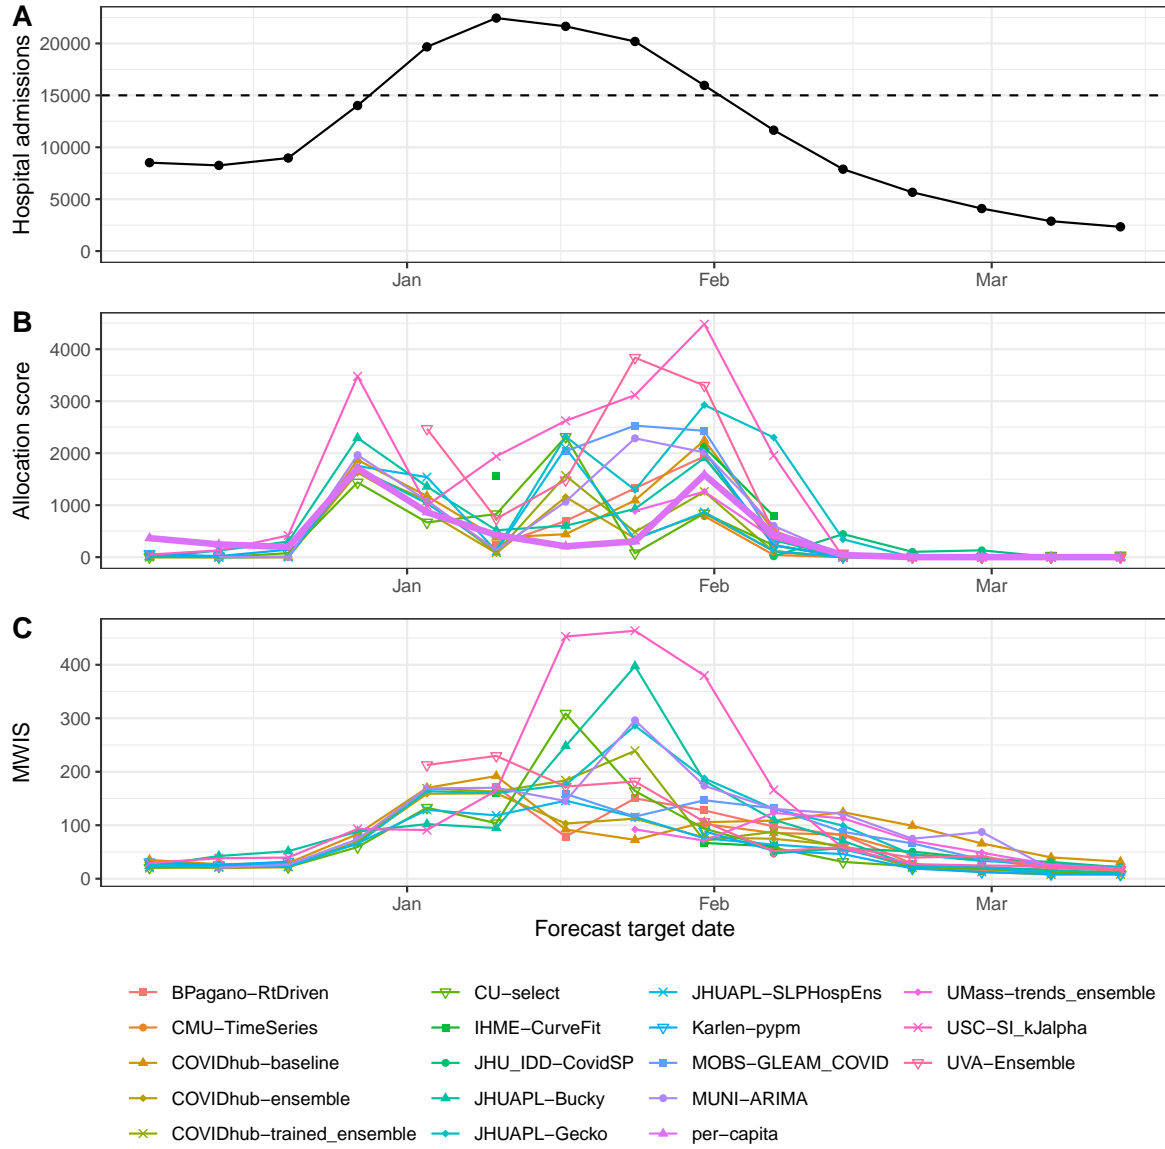 A
Hospital admissions
20000
15000
10000
5000
0
Jan
Feb
Mar
B
Allocation score
4000
3000
2000
1000
0
Jan
Feb
Mar
C
MWIS
400
300
200
100
0
Jan
Feb
Mar
Forecast target date
BPagano−RtDriven
CMU−TimeSeries
COVIDhub−baseline
COVIDhub−ensemble
COVIDhub−trained_ensemble
CU−select
IHME−CurveFit
JHU_IDD−CovidSP
JHUAPL−Bucky
JHUAPL−Gecko
JHUAPL−SLPHospEns
Karlen−pypm
MOBS−GLEAM_COVID
MUNI−ARIMA
per−capita
UMass−trends_ensemble
USC−SI_kJalpha
UVA−Ensemble